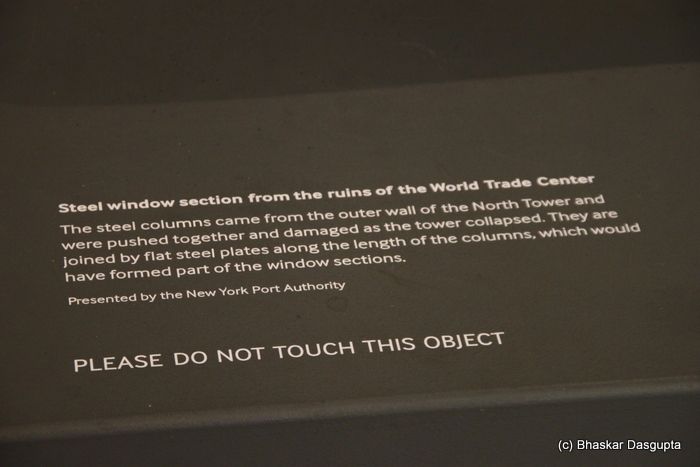 Steel window section from the ruins of the World Trade Center
The steel columns came from the outer wall of the North Tower and
were pushed together and damaged as the tower collapsed. They are
joined by flat steel plates along the length of the columns, which would
have formed part of the window sections.
Presented by the New York Port Authority
PLEASE DO NOT TOUCH THIS OBJECT
(c) Bhaskar Dasgupta